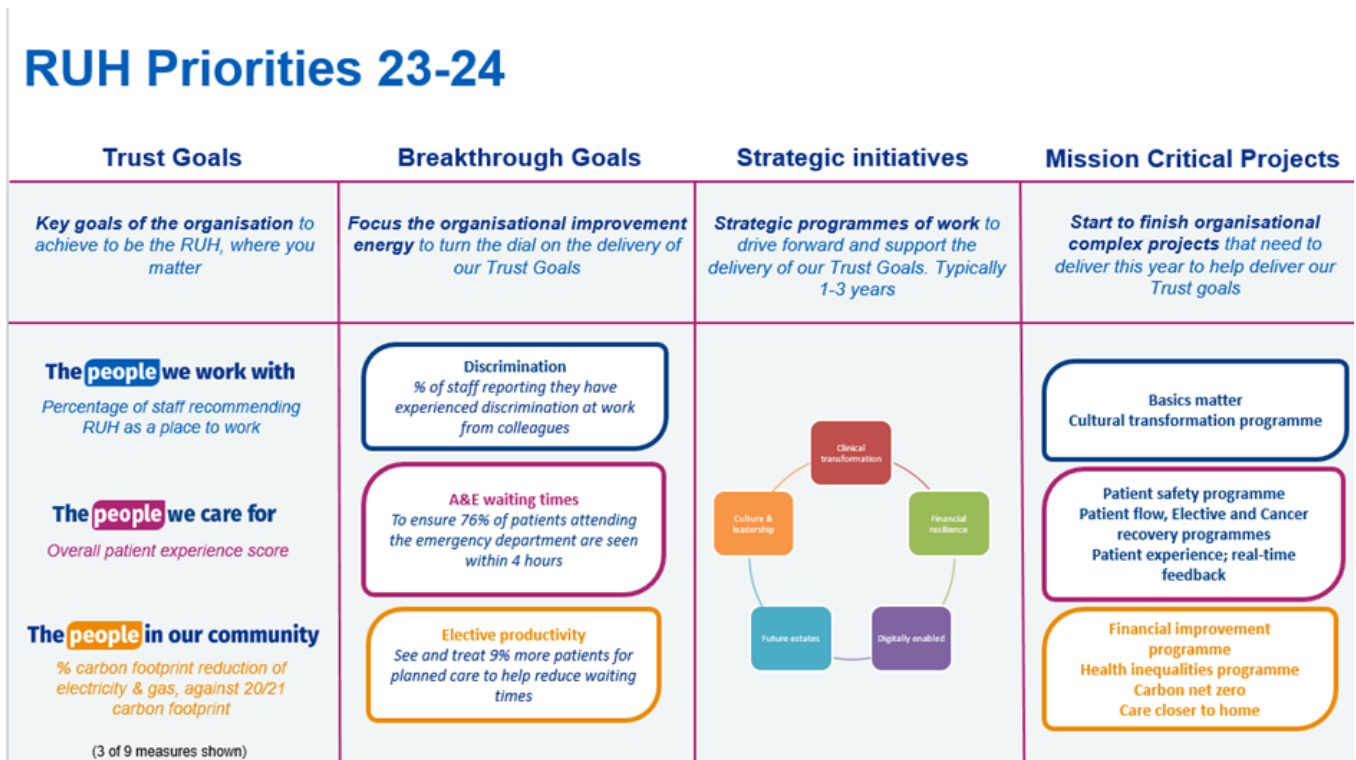 RUH Priorities 23-24
Trust Goals
Breakthrough Goals
Strategic initiatives
Mission Critical Projects
Key goals of the organisation to
achieve to be the RUH, where you
matter
Focus the organisational improvement
energy to turn the dial on the delivery of
our Trust Goals
Strategic programmes of work to
drive forward and support the
delivery of our Trust Goals. Typically
1-3 years
Start to finish organisational
complex projects that need to
deliver this year to help deliver our
Trust goals
The people we work with
Percentage of staff recommending
RUH as a place to work
The people we care for
Overall patient experience score
The people in our community
% carbon footprint reduction of
electricity & gas, against 20/21
carbon footprint
(3 of 9 measures shown)
Discrimination
% of staff reporting they have
experienced discrimination at work
from colleagues
A&E waiting times
To ensure 76% of patients attending
the emergency department are seen
within 4 hours
Elective productivity
See and treat 9% more patients for
planned care to help reduce waiting
times
Clinical
transformation
Culture &
leadership
Financial
resilience
Future estates
Digitally enabled
Basics matter
Cultural transformation programme
Patient safety programme
Patient flow, Elective and Cancer
recovery programmes
Patient experience; real-time
feedback
Financial improvement
programme
Health inequalities programme
Carbon net zero
Care closer to home